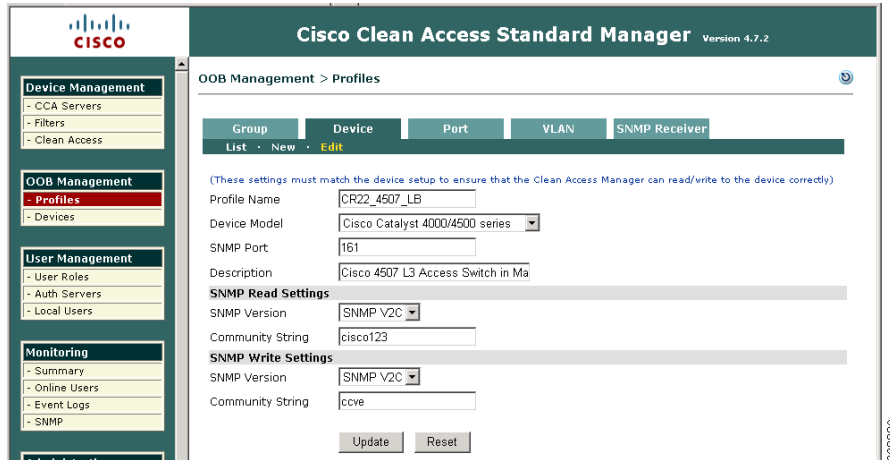 CISCO
Cisco Clean Access Standard Manager Version 4.7.2
Device Management
- CCA Servers
- Filters
- Clean Access
OOB Management
- Profiles
- Devices
User Management
- User Roles
- Auth Servers
- Local Users
Monitoring
- Summary
- Online Users
- Event Logs
- SNMP
OOB Management > Profiles
Group Device Port VLAN SNMP Receiver
List · New · Edit
(These settings must match the device setup to ensure that the Clean Access Manager can read/write to the device correctly)
Profile Name CR22_4507_LB
Device Model Cisco Catalyst 4000/4500 series
SNMP Port 161
Description Cisco 4507 L3 Access Switch in Ma
SNMP Read Settings
SNMP Version SNMP V2C
Community String cisco123
SNMP Write Settings
SNMP Version SNMP V2C
Community String ccve
Update Reset